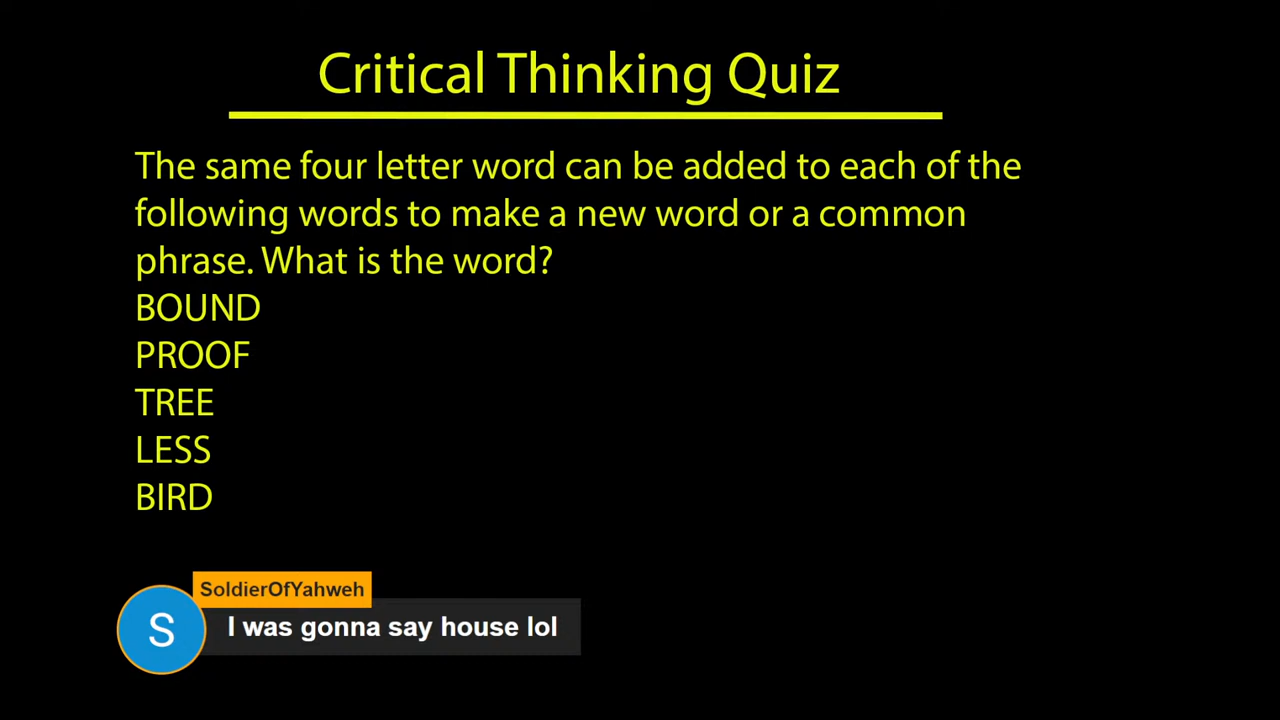 Critical Thinking Quiz
The same four letter word can be added to each of the
following words to make a new word or a common
phrase. What is the word?
BOUND
PROOF
TREE
LESS
BIRD
SoldierOfYahweh
S
I was gonna say house lol